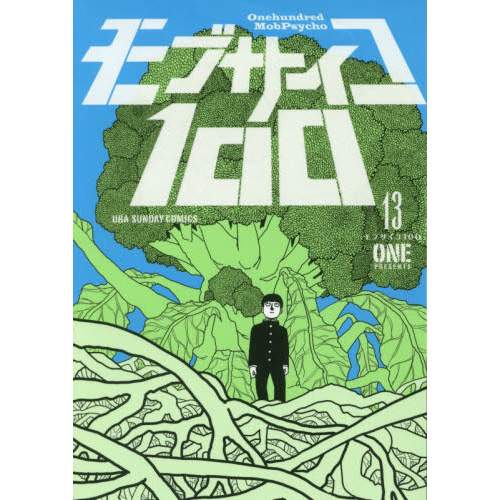 Onehundred
MobPsycho
モブサイコ
100
URA SUNDAY COMICS
13
モブサイコ100
ONE
PRESENTS